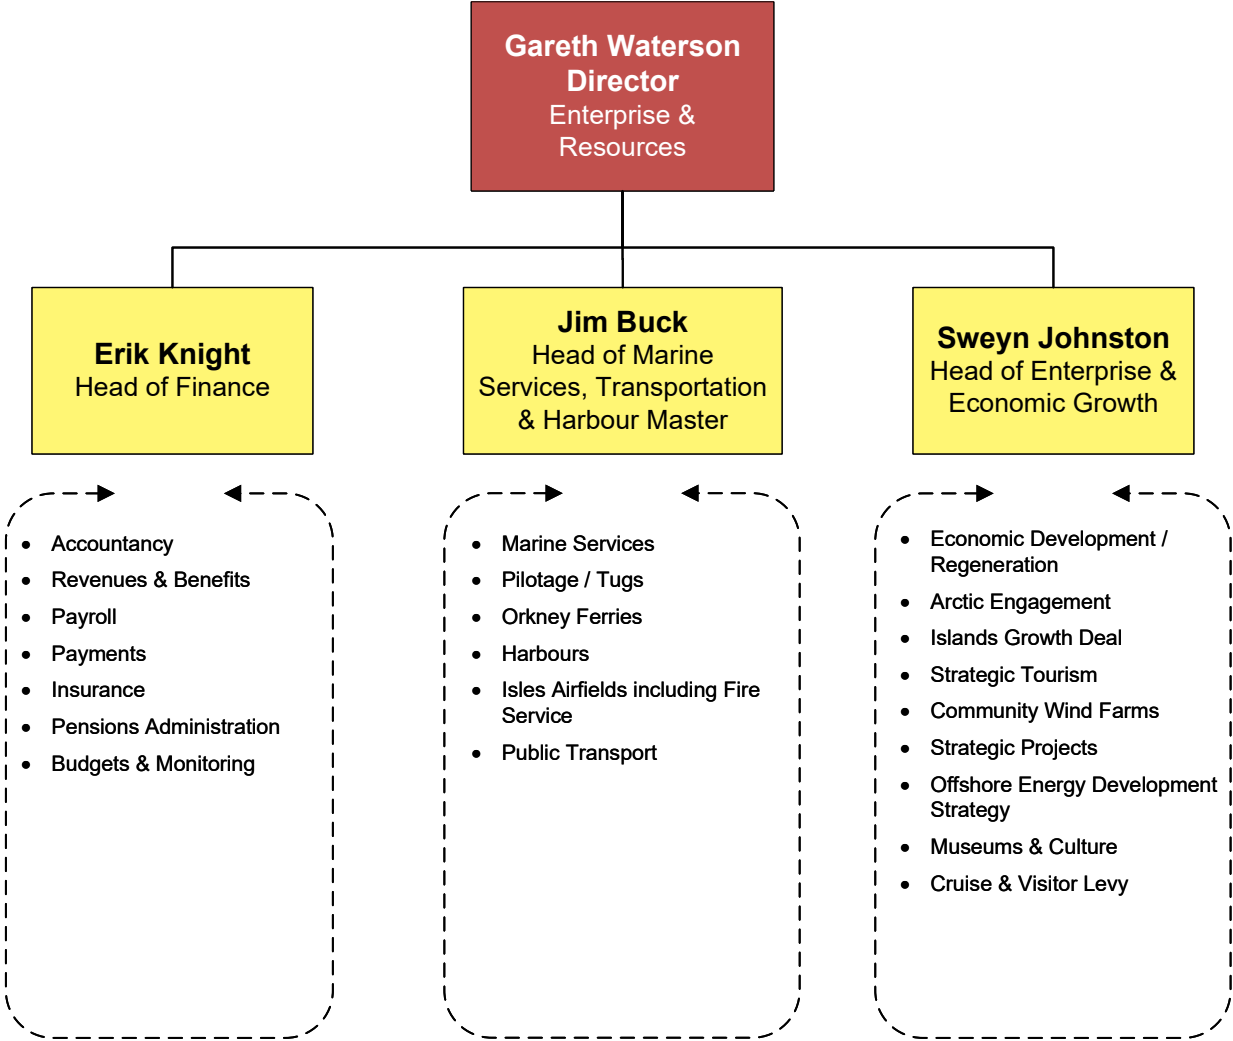 Gareth Waterson
Director
Enterprise &
Resources
Erik Knight
Head of Finance
Jim Buck
Head of Marine
Services, Transportation
& Harbour Master
Sweyn Johnston
Head of Enterprise &
Economic Growth
• Accountancy
• Revenues & Benefits
• Payroll
• Payments
• Insurance
• Pensions Administration
• Budgets & Monitoring
• Marine Services
• Pilotage / Tugs
• Orkney Ferries
• Harbours
• Isles Airfields including Fire
Service
• Public Transport
• Economic Development /
Regeneration
• Arctic Engagement
• Islands Growth Deal
• Strategic Tourism
• Community Wind Farms
• Strategic Projects
• Offshore Energy Development
Strategy
• Museums & Culture
• Cruise & Visitor Levy